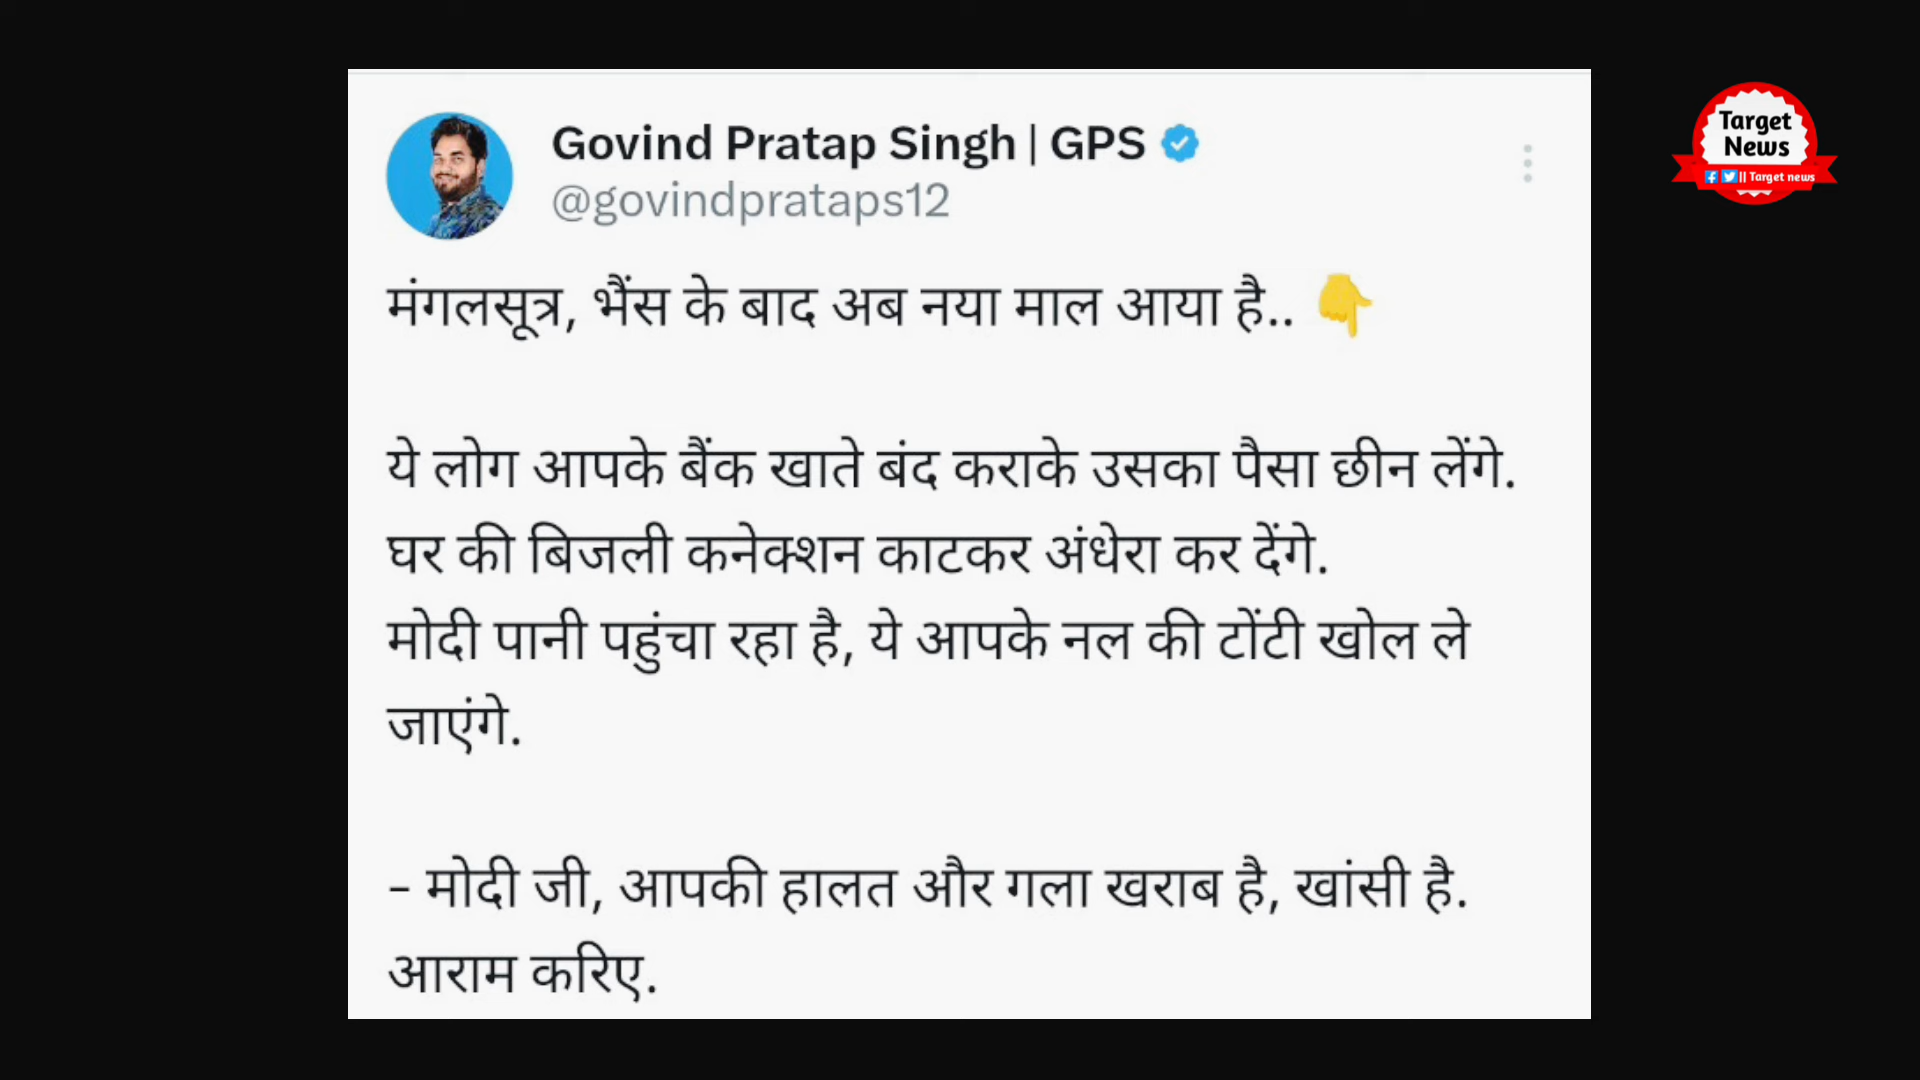 Govind Pratap Singh | GPS
@govindprataps12
Target
News
|| Target news
मंगलसूत्र, भैंस के बाद अब नया माल आया है.. 👇
ये लोग आपके बैंक खाते बंद कराके उसका पैसा छीन लेंगे.
घर की बिजली कनेक्शन काटकर अंधेरा कर देंगे.
मोदी पानी पहुंचा रहा है, ये आपके नल की टोंटी खोल ले
जाएंगे.
– मोदी जी, आपकी हालत और गला खराब है, खांसी है.
आराम करिए.